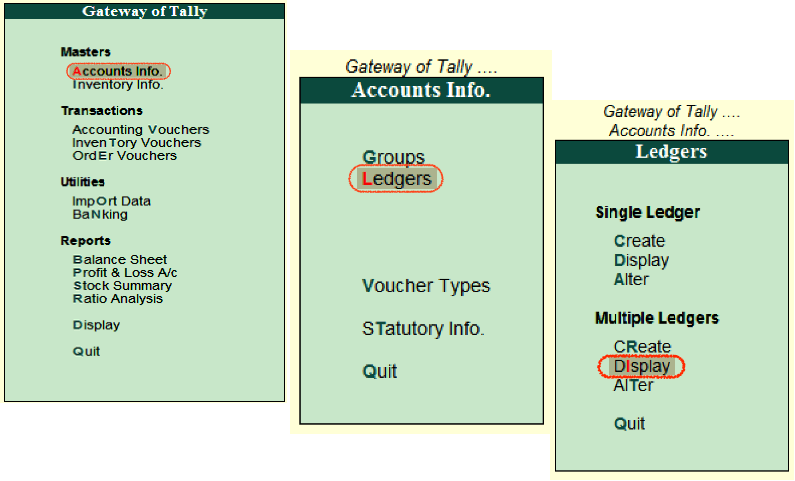 Gateway of Tally
Masters
Accounts Info.
Inventory Info.
Transactions
Accounting Vouchers
InvenTory Vouchers
OrdEr Vouchers
Utilities
ImpOrt Data
BaNking
Reports
Balance Sheet
Profit & Loss A/c
Stock Summary
Ratio Analysis
Display
Quit
Gateway of Tally ....
Accounts Info.
Groups
Ledgers
Voucher Types
STatutory Info.
Quit
Gateway of Tally ....
Accounts Info. ....
Ledgers
Single Ledger
Create
Display
Alter
Multiple Ledgers
CReate
DIsplay
AlTer
Quit